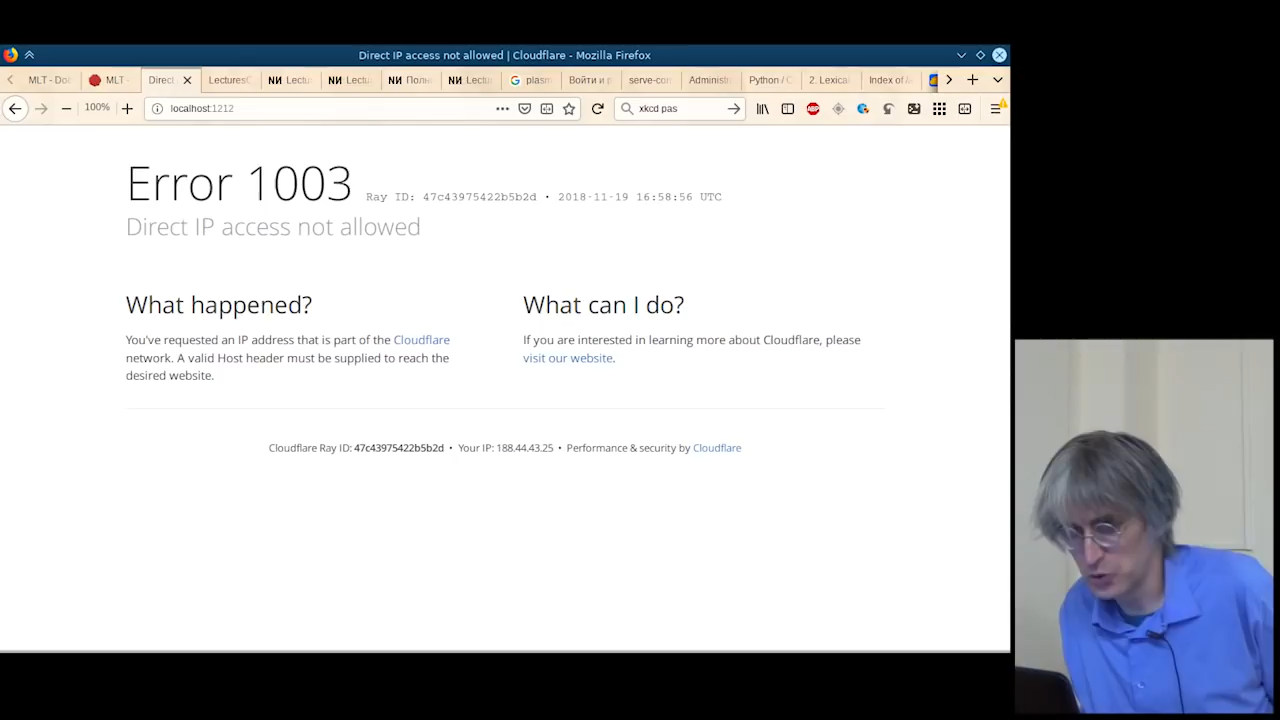 Direct IP access not allowed | Cloudflare - Mozilla Firefox
MLT - Do
MLT -
Direct
Lectures
Lectu
Lectu
Полн
Lectu
plasm
Войти и р
serve-con
Administ
Python /
2. Lexical
Index of
100%
localhost:1212
xkcd pas
Error 1003 Ray ID: 47c43975422b5b2d • 2018-11-19 16:58:56 UTC
Direct IP access not allowed
What happened?
You've requested an IP address that is part of the Cloudflare
network. A valid Host header must be supplied to reach the
desired website.
What can I do?
If you are interested in learning more about Cloudflare, please
visit our website.
Cloudflare Ray ID: 47c43975422b5b2d • Your IP: 188.44.43.25 • Performance & security by Cloudflare